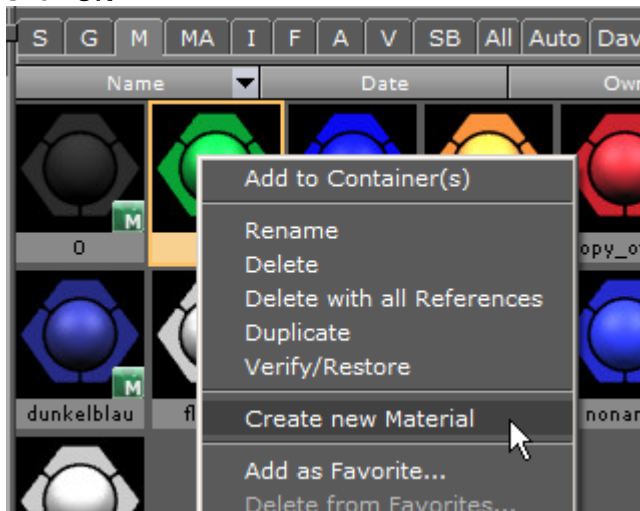 S G M MA I F A V SB All Auto Dav
Name Date Own
M
0
opy_o
Add to Container(s)
Rename
Delete
Delete with all References
Duplicate
Verify/Restore
Create new Material
Add as Favorite...
Delete from Favorites...
M
dunkelblau fl nonar